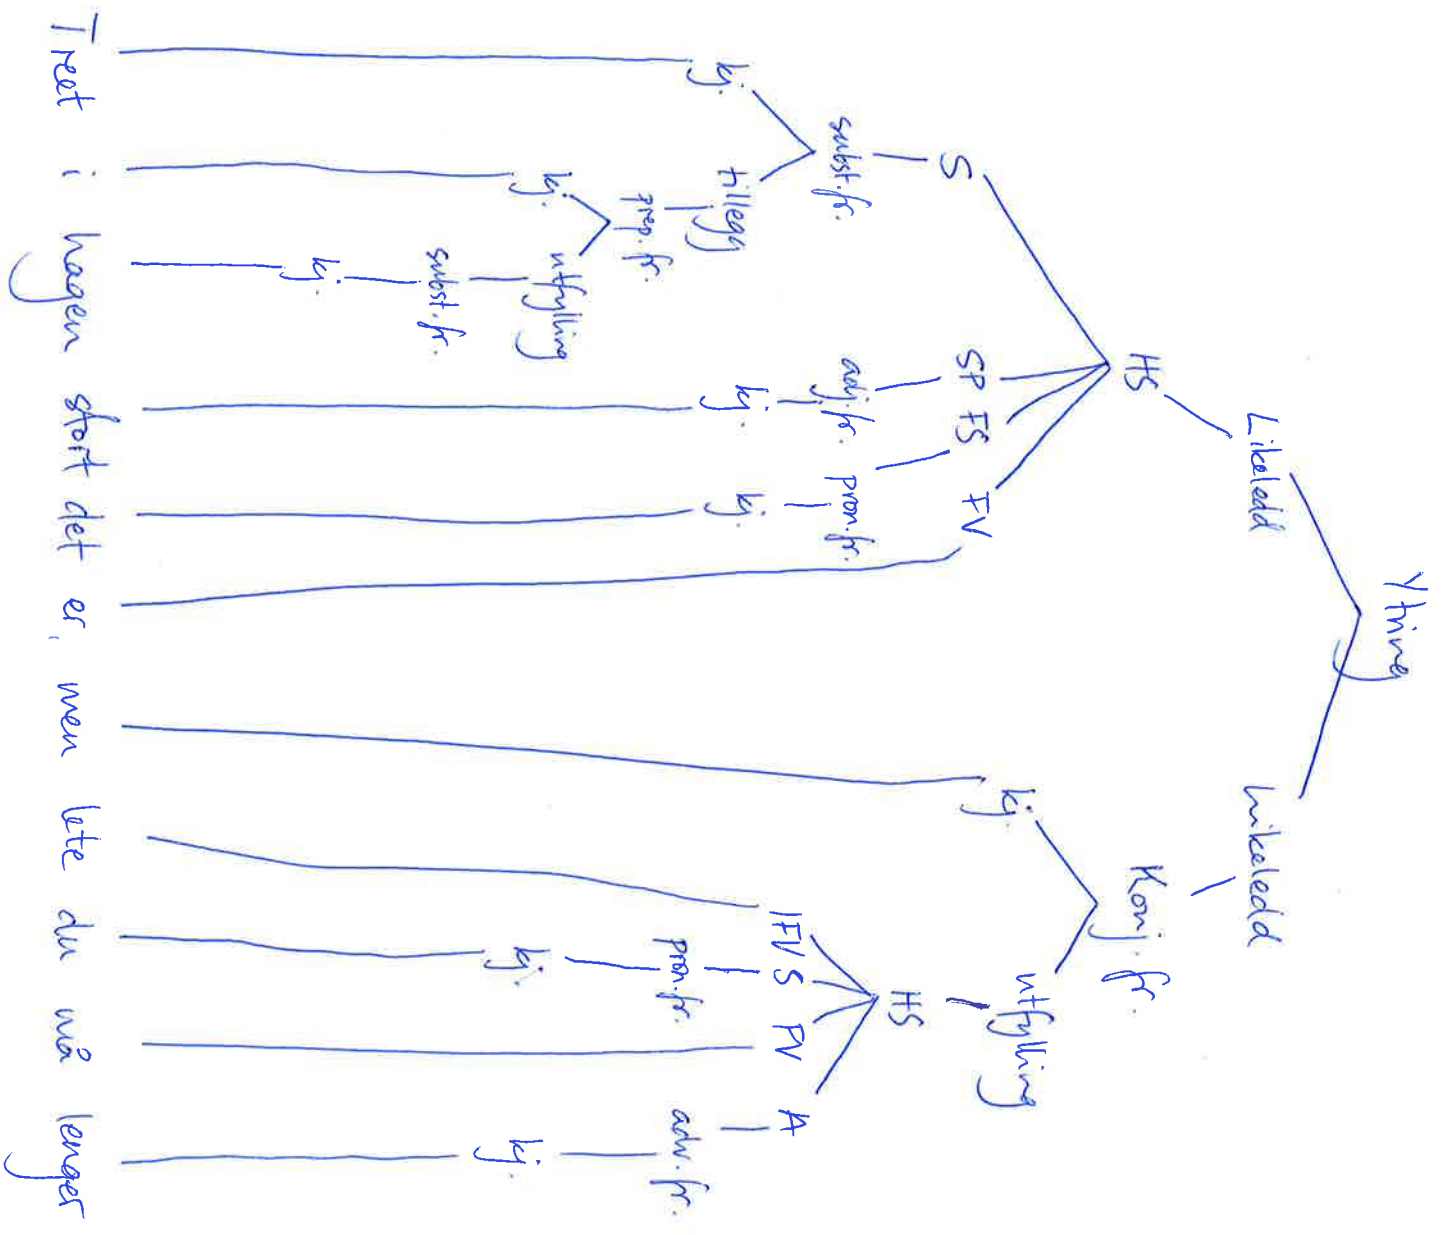 Ytring
Likeledd Likeledd
HS Konj. fr.
S SP FS FV kj. utfylling
subst.fr. adj.fr. pron.fr. HS
kj. tillegg kj. kj. IFV S FV A
prep.fr. pron.fr. adv.fr.
kj. utfylling kj. kj.
subst.fr.
kj.
Treet i hagen stort det er, men lete du må lenger